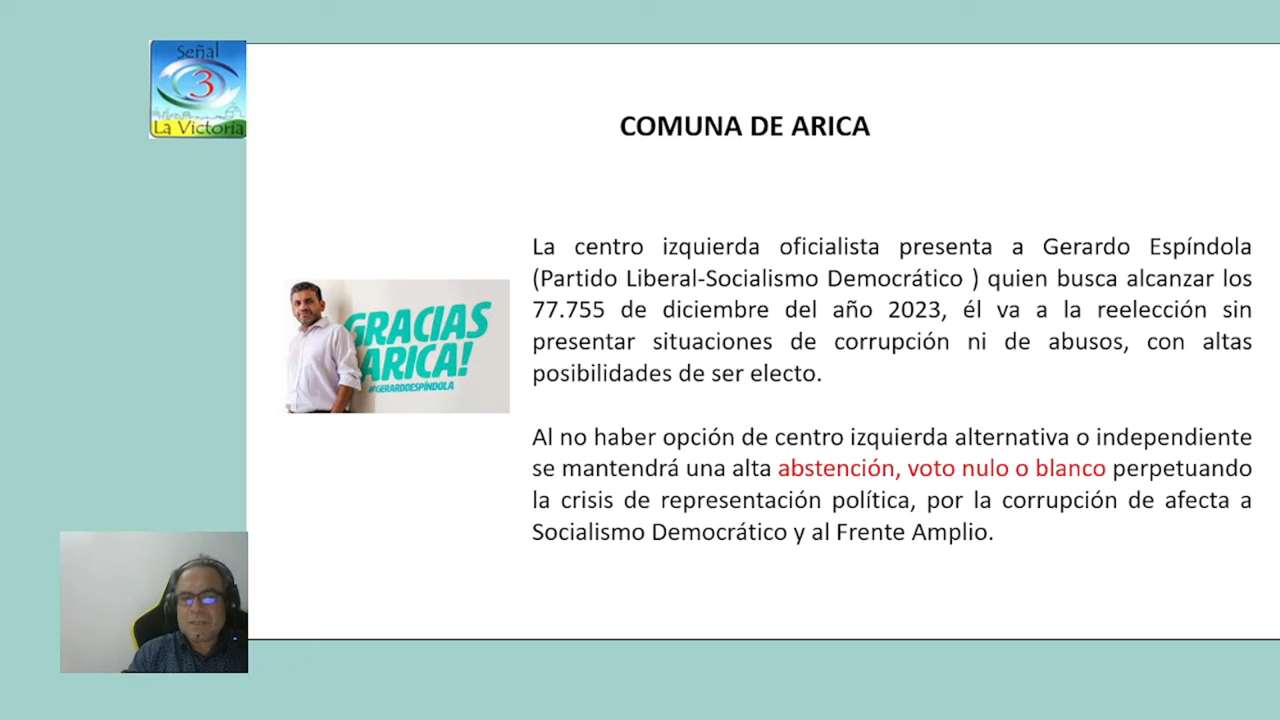 Señal
3
La Victoria
COMUNA DE ARICA
La centro izquierda oficialista presenta a Gerardo Espíndola
(Partido Liberal-Socialismo Democrático ) quien busca alcanzar los
77.755 de diciembre del año 2023, él va a la reelección sin
presentar situaciones de corrupción ni de abusos, con altas
posibilidades de ser electo.
GRACIAS
ARICA!
#GERARDOESPÍNDOLA
Al no haber opción de centro izquierda alternativa o independiente
se mantendrá una alta abstención, voto nulo o blanco perpetuando
la crisis de representación política, por la corrupción de afecta a
Socialismo Democrático y al Frente Amplio.